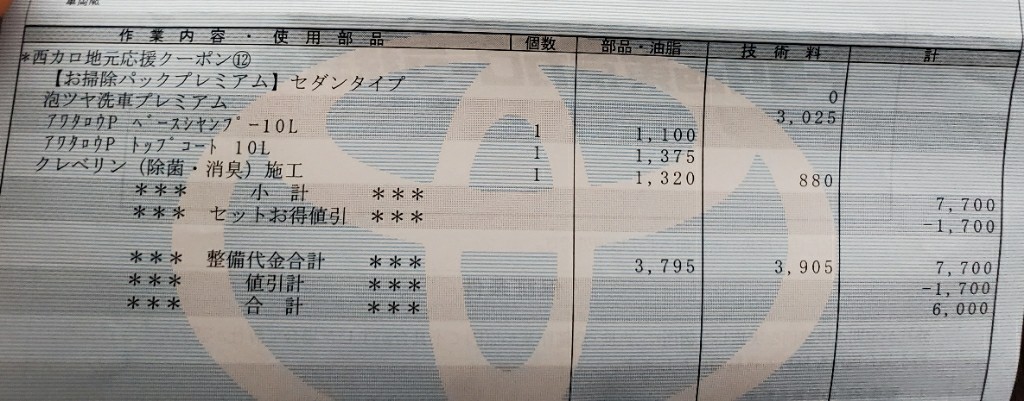 作業内容・使用部品 個数 部品・油脂 技術料 計
*西カロ地元応援クーポン⑫
【お掃除パックプレミアム】セダンタイプ 0
泡ツヤ洗車プレミアム 3,025
ｱﾜﾀﾛｳP ﾍﾞｰｽｼﾔﾝﾌﾟ-10L 1 1,100
ｱﾜﾀﾛｳP ﾄｯﾌﾟｺｰﾄ 10L 1 1,375
クレベリン（除菌・消臭）施工 1 1,320 880
*** 小計 *** 7,700
*** セットお得値引 *** -1,700
*** 整備代金合計 *** 3,795 3,905 7,700
*** 値引計 *** -1,700
*** 合計 *** 6,000